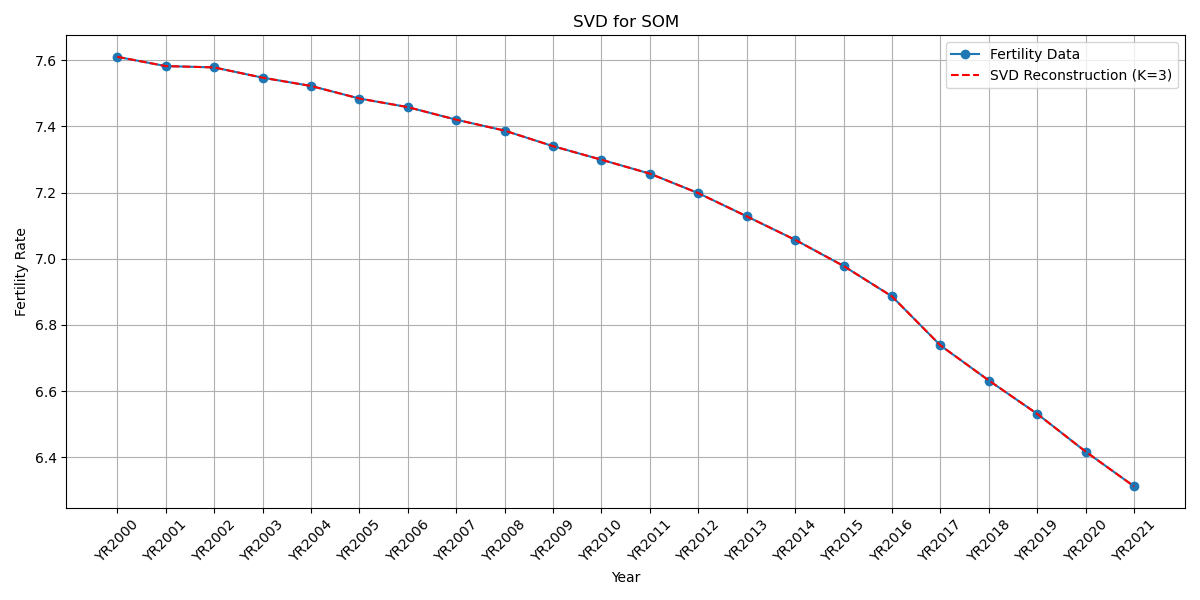 SVD for SOM
Fertility Data
SVD Reconstruction (K=3)
Fertility Rate
7.6
7.4
7.2
7.0
6.8
6.6
6.4
YR2000
YR2001
YR2002
YR2003
YR2004
YR2005
YR2006
YR2007
YR2008
YR2009
YR2010
YR2011
YR2012
YR2013
YR2014
YR2015
YR2016
YR2017
YR2018
YR2019
YR2020
YR2021
Year